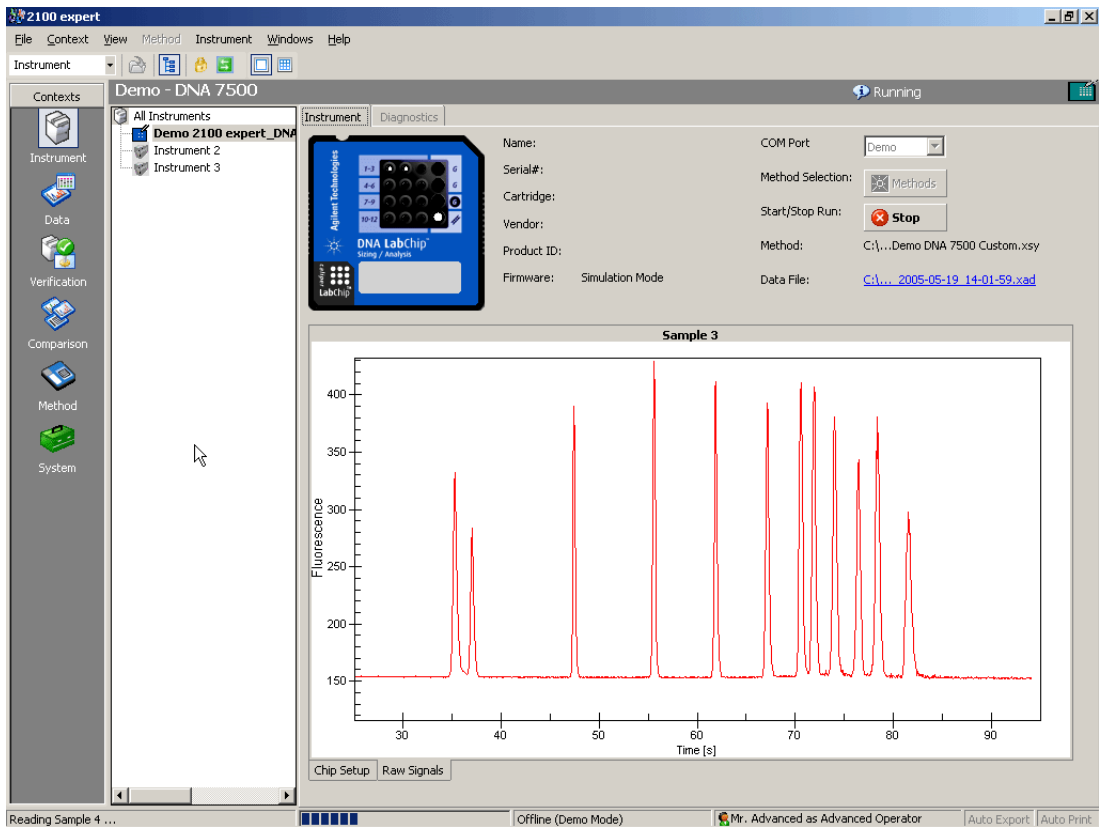 2100 expert
File Context View Method Instrument Windows Help
Instrument
Contexts
Instrument
Data
Verification
Comparison
Method
System
Demo - DNA 7500
Running
All Instruments
Demo 2100 expert_DNA
Instrument 2
Instrument 3
Instrument Diagnostics
Agilent Technologies
1-3 G
4-6 G
7-9 G
10-12
DNA LabChip
Sizing / Analysis
caliper
LabChip
Name:
Serial#:
Cartridge:
Vendor:
Product ID:
Firmware: Simulation Mode
COM Port Demo
Method Selection: Methods
Start/Stop Run: Stop
Method: C:\...Demo DNA 7500 Custom.xsy
Data File: C:\... 2005-05-19 14-01-59.xad
Sample 3
Fluorescence
400
350
300
250
200
150
30 40 50 60 70 80 90
Time [s]
Chip Setup Raw Signals
Reading Sample 4 ... Offline (Demo Mode) Mr. Advanced as Advanced Operator Auto Export Auto Print